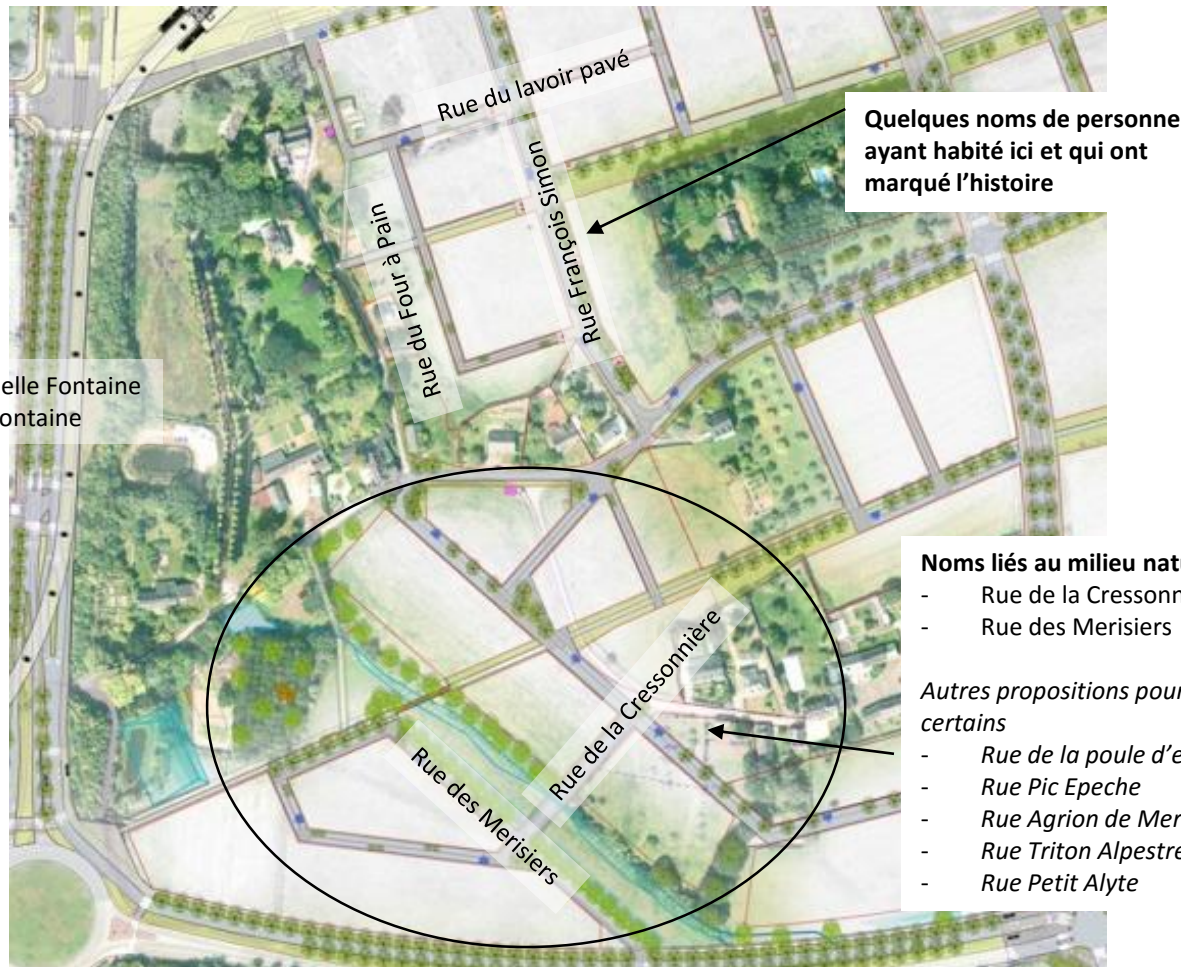 Rue du lavoir pavé
Quelques noms de personne
ayant habité ici et qui ont
marqué l'histoire
Rue François Simon
Rue du Four à Pain
elle Fontaine
ontaine
Noms liés au milieu natu
- Rue de la Cressonn
- Rue des Merisiers
Autres propositions pour
certains
- Rue de la poule d'e
- Rue Pic Epeche
- Rue Agrion de Mer
- Rue Triton Alpestre
- Rue Petit Alyte
Rue de la Cressonnière
Rue des Merisiers